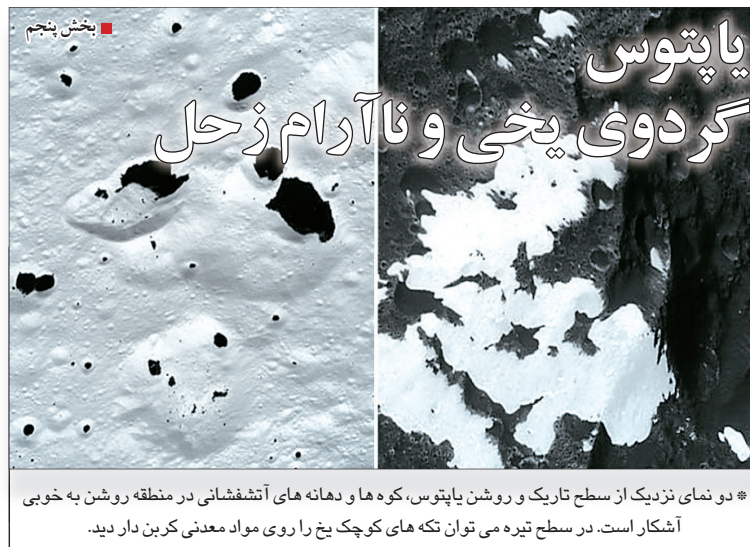 ■ بخش پنجم
یاپتوس
گردوی یخی و ناآرام زحل
* دو نمای نزدیک از سطح تاریک و روشن یاپتوس، کوه ها و دهانه های آتشفشانی در منطقه روشن به خوبی
آشکار است. در سطح تیره می توان تکه های کوچک یخ را روی مواد معدنی کربن دار دید.